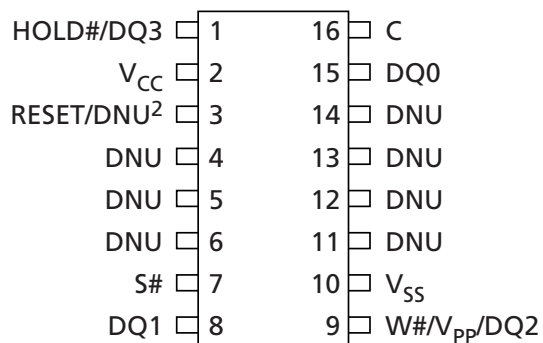 HOLD#/DQ3 1 16 C
VCC 2 15 DQ0
RESET/DNU2 3 14 DNU
DNU 4 13 DNU
DNU 5 12 DNU
DNU 6 11 DNU
S# 7 10 VSS
DQ1 8 9 W#/VPP/DQ2